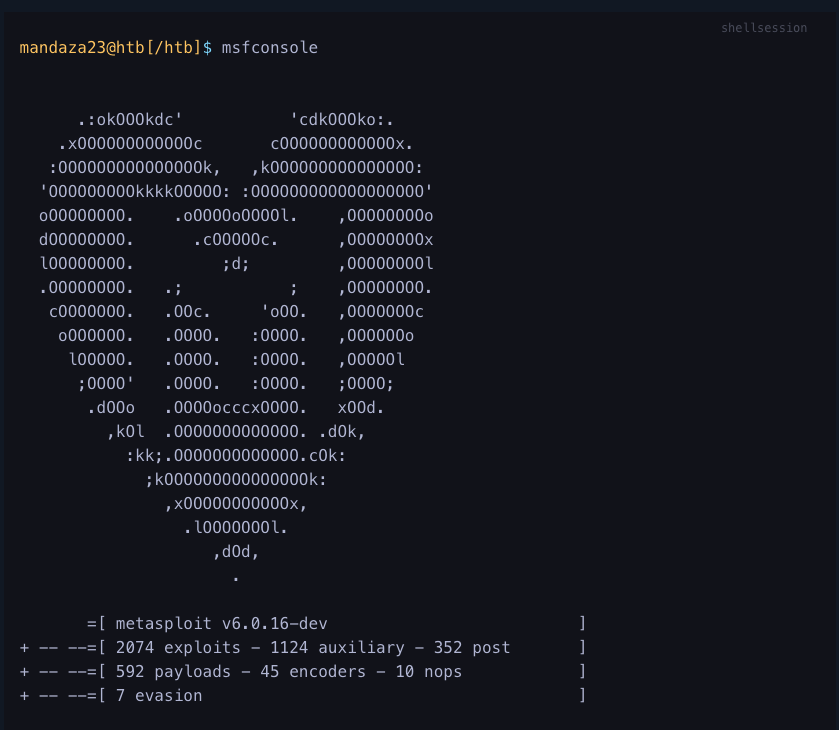 shellsession
mandaza23@htb[/htb]$ msfconsole
      .:okOOOkdc'           'cdkOOOko:.
    .xOOOOOOOOOOOOc       cOOOOOOOOOOOOx.
   :OOOOOOOOOOOOOOOk,   ,kOOOOOOOOOOOOOOO:
  'OOOOOOOOOkkkkOOOOO: :OOOOOOOOOOOOOOOOOO'
  oOOOOOOOO.    .oOOOOoOOOOl.    ,OOOOOOOOo
  dOOOOOOOO.      .cOOOOOc.      ,OOOOOOOOx
  lOOOOOOOO.         ;d;         ,OOOOOOOOl
  .OOOOOOOO.   .;           ;    ,OOOOOOOO.
   cOOOOOOO.   .OOc.     'oOO.   ,OOOOOOOc
    oOOOOOO.   .OOOO.   :OOOO.   ,OOOOOOo
     lOOOOO.   .OOOO.   :OOOO.   ,OOOOOl
      ;OOOO'   .OOOO.   :OOOO.   ;OOOO;
       .dOOo   .OOOOocccxOOOO.   xOOd.
         ,kOl  .OOOOOOOOOOOOO. .dOk,
           :kk;.OOOOOOOOOOOOO.cOk:
             ;kOOOOOOOOOOOOOOOk:
               ,xOOOOOOOOOOOx,
                 .lOOOOOOOl.
                    ,dOd,
                      .
       =[ metasploit v6.0.16-dev                          ]
+ -- --=[ 2074 exploits - 1124 auxiliary - 352 post       ]
+ -- --=[ 592 payloads - 45 encoders - 10 nops            ]
+ -- --=[ 7 evasion                                       ]